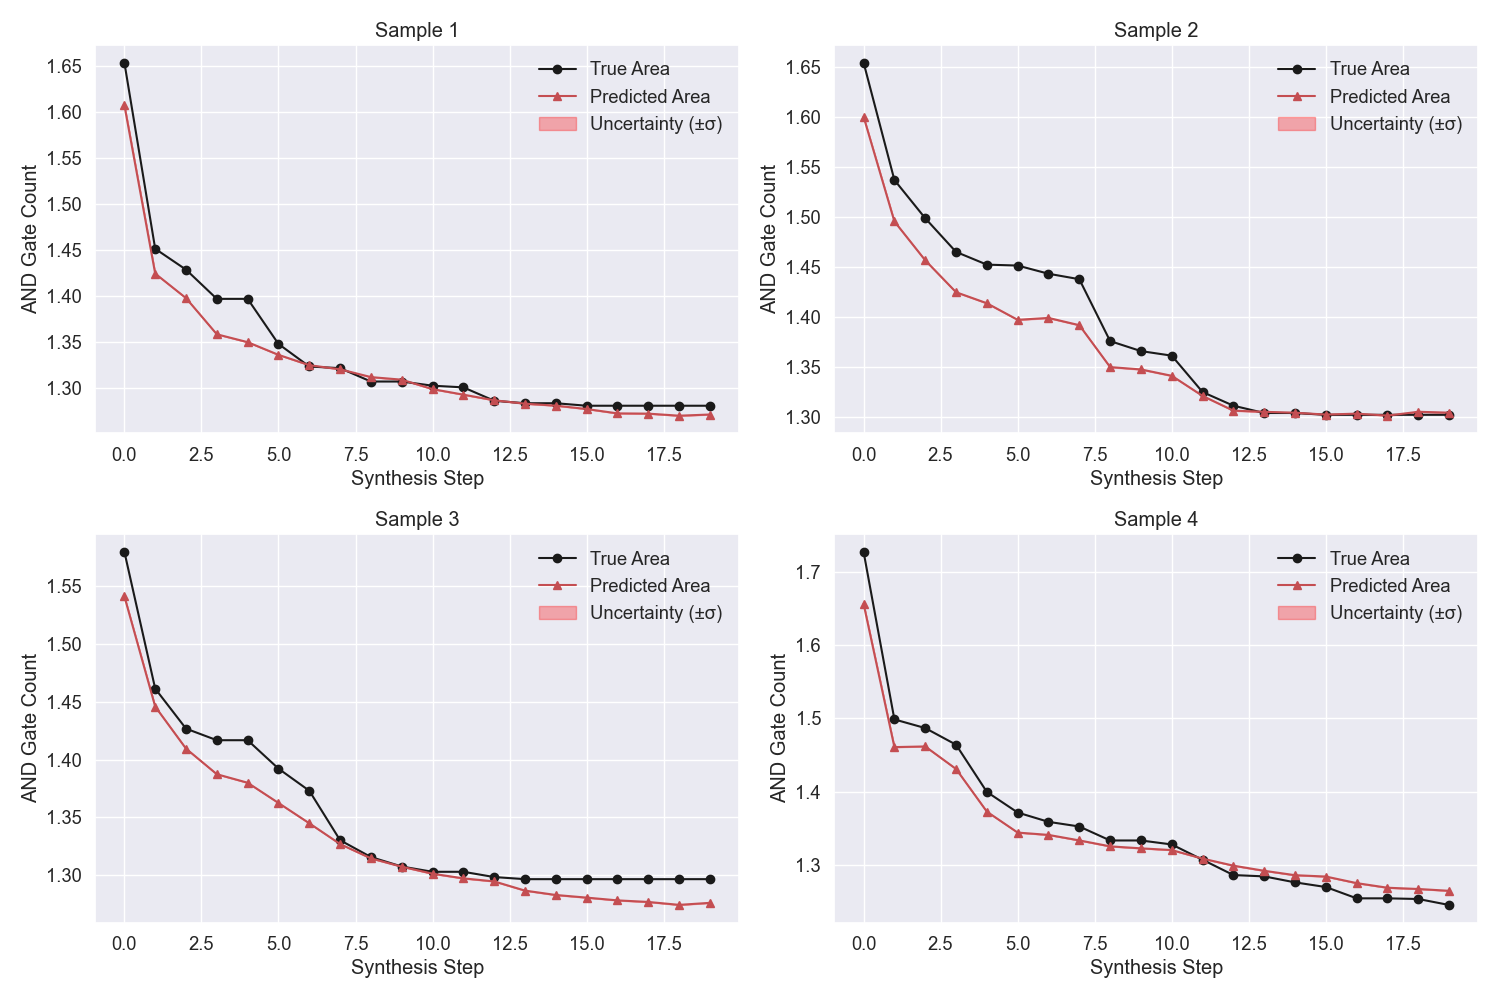 Sample 1
AND Gate Count
1.65
1.60
1.55
1.50
1.45
1.40
1.35
1.30
True Area
Predicted Area
Uncertainty (±σ)
0.0 2.5 5.0 7.5 10.0 12.5 15.0 17.5
Synthesis Step
Sample 2
AND Gate Count
1.65
1.60
1.55
1.50
1.45
1.40
1.35
1.30
True Area
Predicted Area
Uncertainty (±σ)
0.0 2.5 5.0 7.5 10.0 12.5 15.0 17.5
Synthesis Step
Sample 3
AND Gate Count
1.55
1.50
1.45
1.40
1.35
1.30
True Area
Predicted Area
Uncertainty (±σ)
0.0 2.5 5.0 7.5 10.0 12.5 15.0 17.5
Synthesis Step
Sample 4
AND Gate Count
1.7
1.6
1.5
1.4
1.3
True Area
Predicted Area
Uncertainty (±σ)
0.0 2.5 5.0 7.5 10.0 12.5 15.0 17.5
Synthesis Step